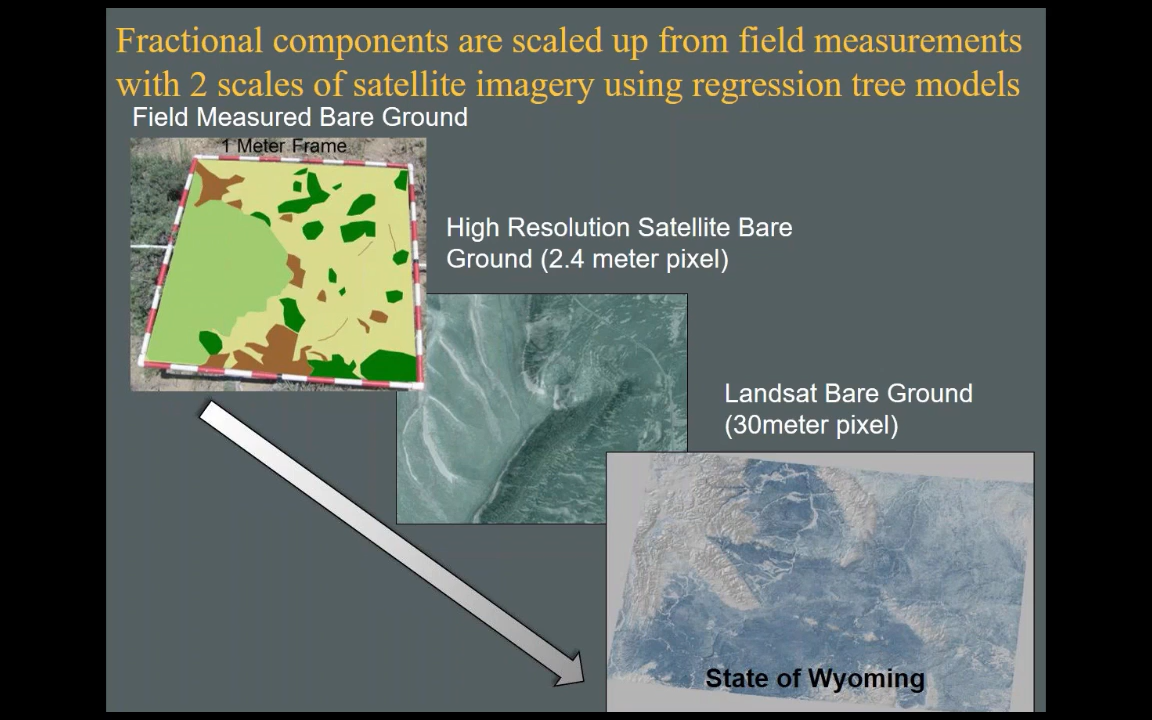 Fractional components are scaled up from field measurements
with 2 scales of satellite imagery using regression tree models
Field Measured Bare Ground
1 Meter Frame
High Resolution Satellite Bare
Ground (2.4 meter pixel)
Landsat Bare Ground
(30meter pixel)
State of Wyoming